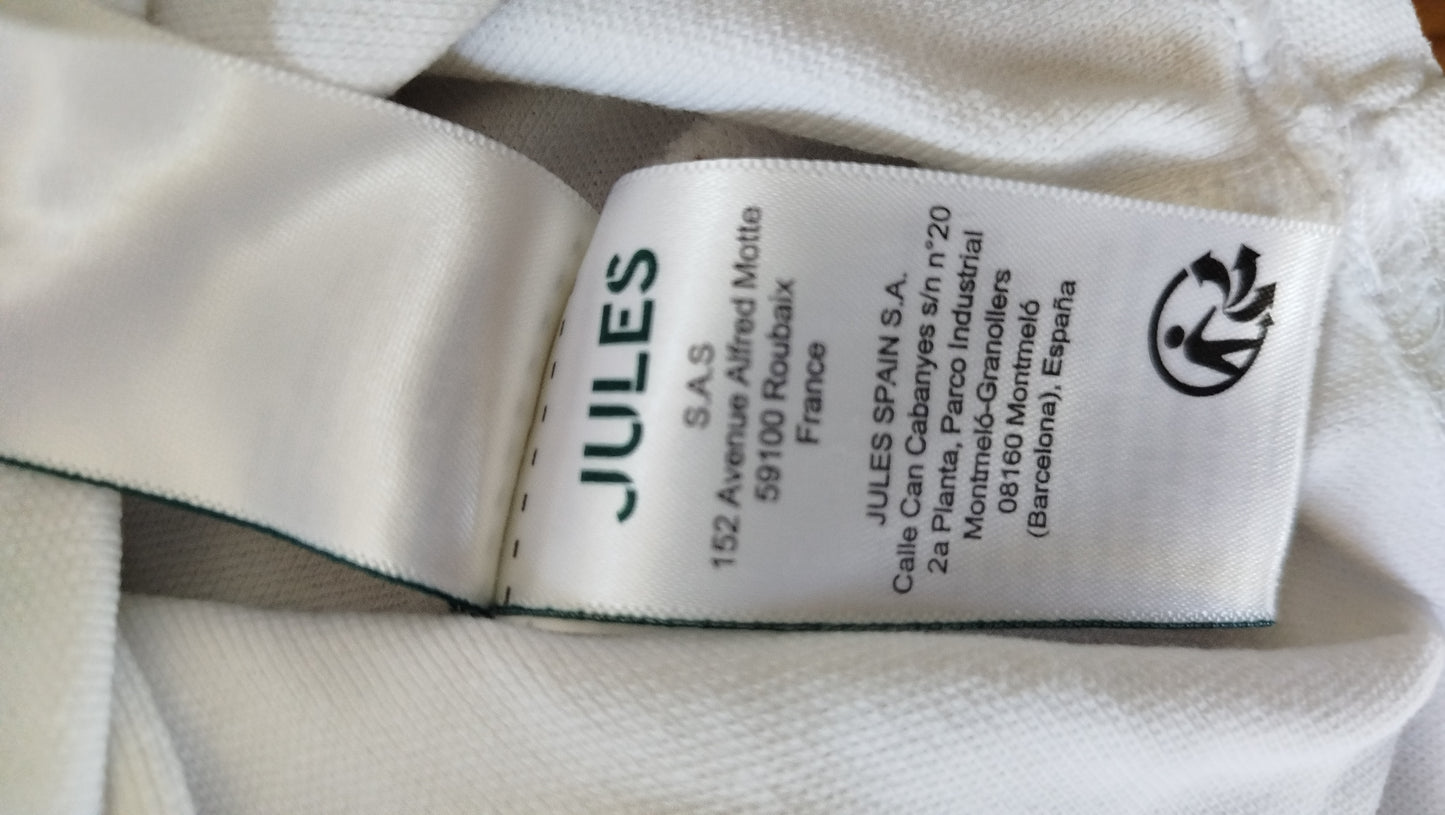 JULES
S.A.S
152 Avenue Alfred Motte
59100 Roubaix
France
JULES SPAIN S.A.
Calle Can Cabanyes s/n n°20
2a Planta, Parco Industrial
Montmeló-Granollers
08160 Montmeló
(Barcelona), España